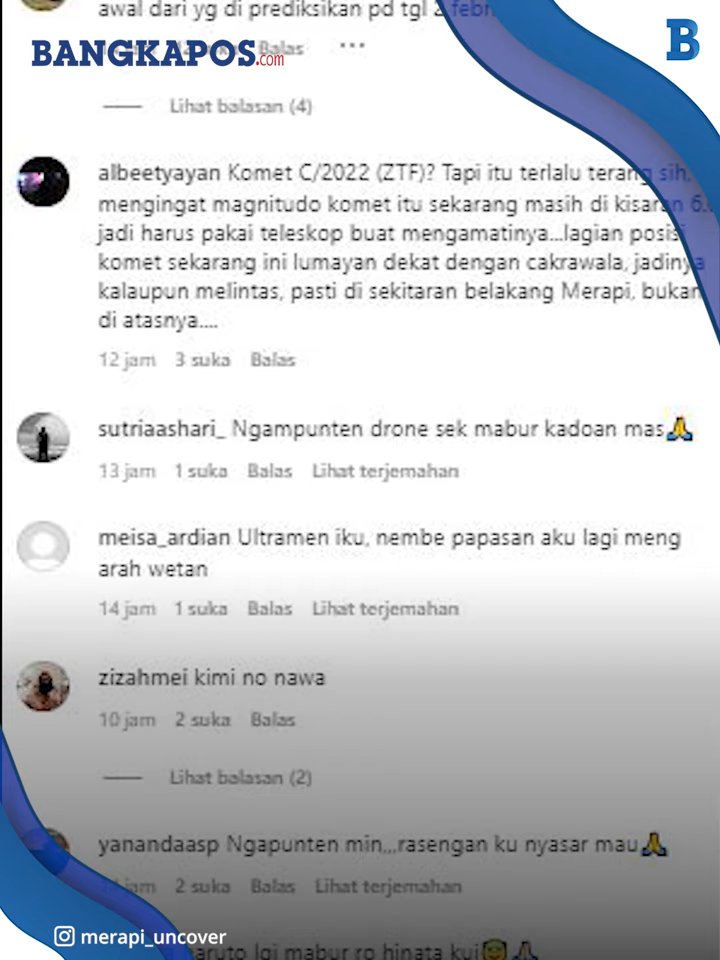 awal dari yg di prediksikan pd tgl 2 febr
BANGKAPOS.com
B
Balas
Lihat balasan (4)
albeetyayan Komet C/2022 (ZTF)? Tapi itu terlalu terang sih,
mengingat magnitudo komet itu sekarang masih di kisaran 6.
jadi harus pakai teleskop buat mengamatinya...lagian posisi
komet sekarang ini lumayan dekat dengan cakrawala, jadinya
kalaupun melintas, pasti di sekitaran belakang Merapi, bukan
di atasnya....
12 jam 3 suka Balas
sutriaashari_ Ngampunten drone sek mabur kadoan mas🙏
13 jam 1 suka Balas Lihat terjemahan
meisa_ardian Ultramen iku, nembe papasan aku lagi meng
arah wetan
14 jam 1 suka Balas Lihat terjemahan
zizahmei kimi no nawa
10 jam 2 suka Balas
Lihat balasan (2)
yanandaasp Ngapunten min,,,rasengan ku nyasar mau🙏
jam 2 suka Balas Lihat terjemahan
merapi_uncover
aruto lgi mabur ro hinata kui😇🙏